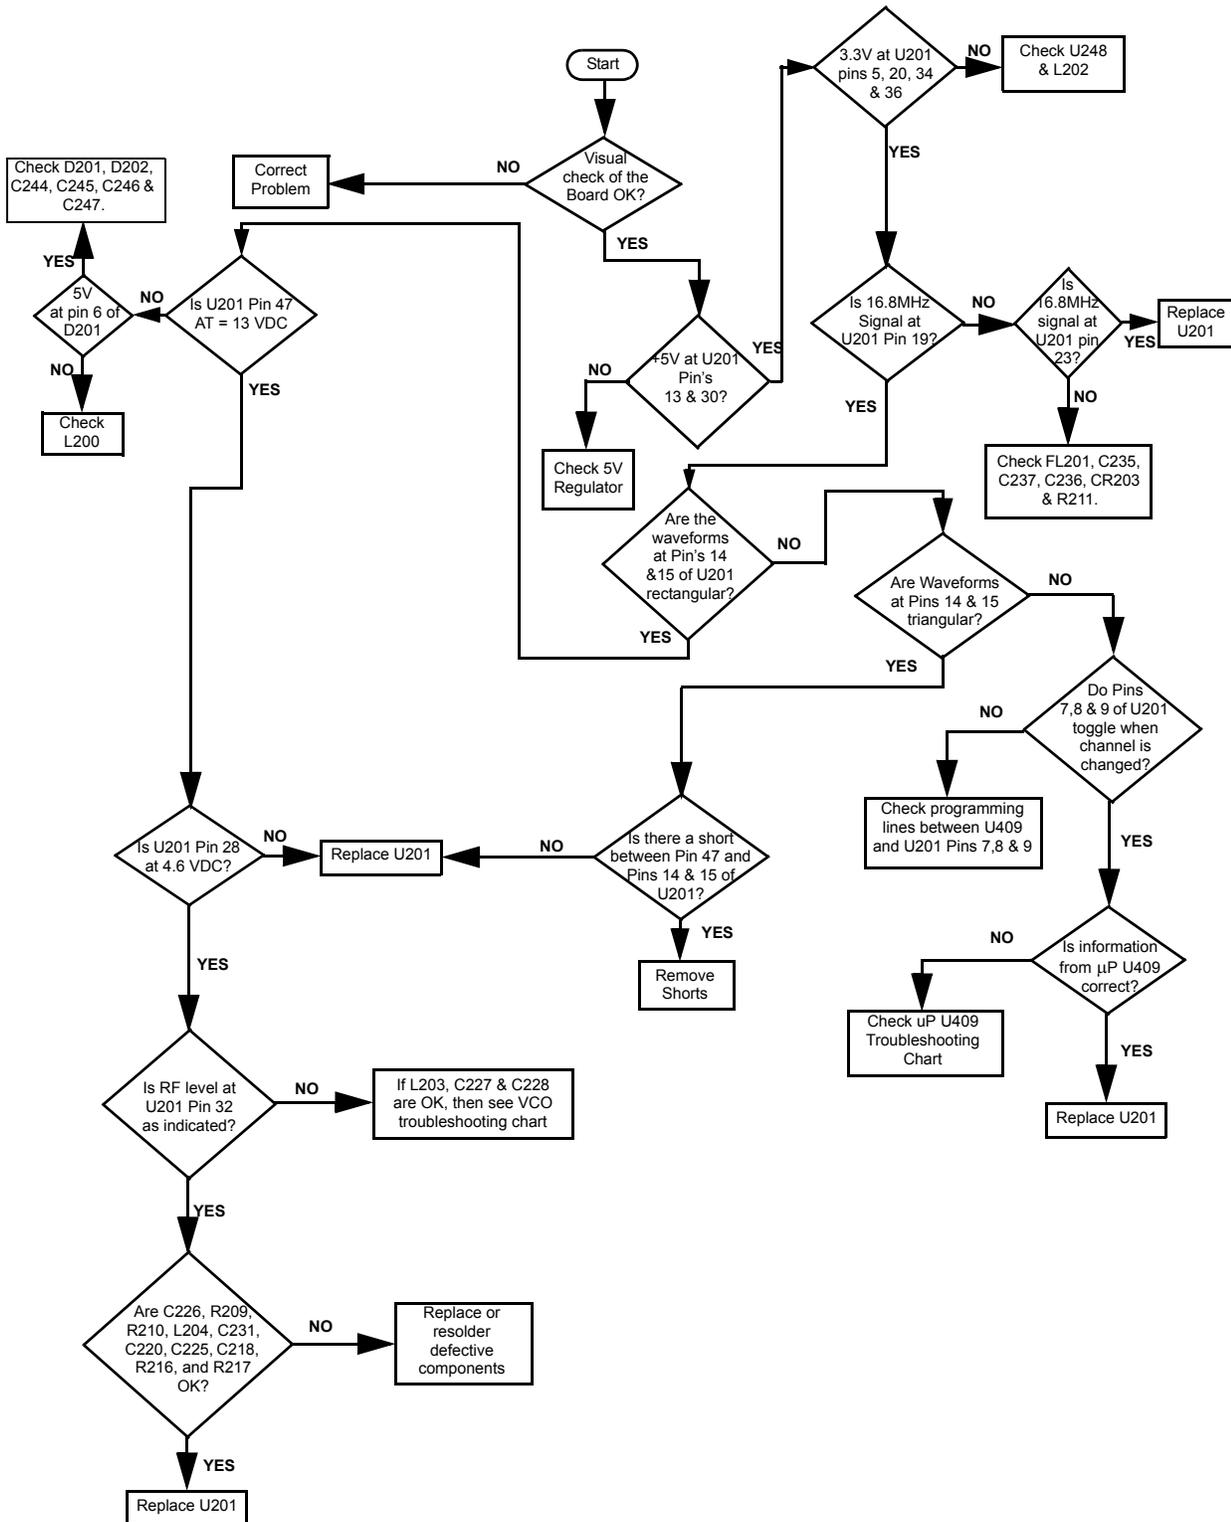 Start
Visual
check of the
Board OK?
NO
Correct
Problem
YES
+5V at U201
Pin's
13 & 30?
NO
Check 5V
Regulator
YES
3.3V at U201
pins 5, 20, 34
& 36
NO
Check U248
& L202
YES
Is 16.8MHz
Signal at
U201 Pin 19?
NO
Is
16.8MHz
signal at
U201 pin
23?
YES
Replace
U201
NO
Check FL201, C235,
C237, C236, CR203
& R211.
YES
Are the
waveforms
at Pin's 14
&15 of U201
rectangular?
NO
Are Waveforms
at Pins 14 & 15
triangular?
NO
Do Pins
7,8 & 9 of U201
toggle when
channel is
changed?
NO
Check programming
lines between U409
and U201 Pins 7,8 & 9
YES
Is information
from μP U409
correct?
NO
Check uP U409
Troubleshooting
Chart
YES
Replace U201
YES
Is there a short
between Pin 47 and
Pins 14 & 15 of
U201?
NO
Replace U201
YES
Remove
Shorts
YES
Is U201 Pin 47
AT = 13 VDC
NO
5V
at pin 6 of
D201
YES
Check D201, D202,
C244, C245, C246 &
C247.
NO
Check
L200
YES
Is U201 Pin 28
at 4.6 VDC?
NO
YES
Is RF level at
U201 Pin 32
as indicated?
NO
If L203, C227 & C228
are OK, then see VCO
troubleshooting chart
YES
Are C226, R209,
R210, L204, C231,
C220, C225, C218,
R216, and R217
OK?
NO
Replace or
resolder
defective
components
YES
Replace U201